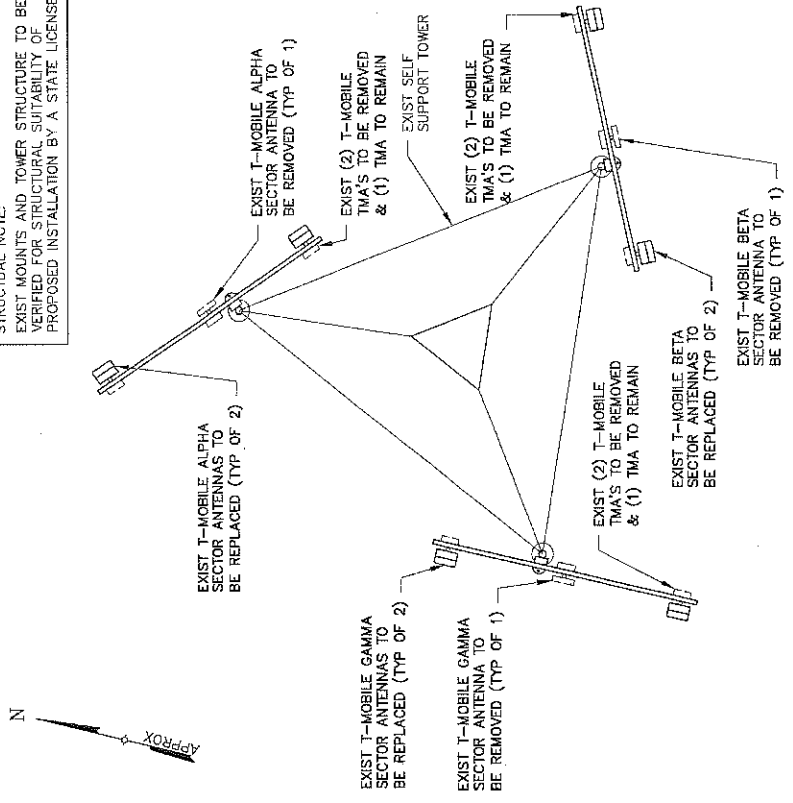 STRUCTURAL NOTE:
EXIST MOUNTS AND TOWER STRUCTURE TO BE
VERIFIED FOR STRUCTURAL SUITABILITY OF
PROPOSED INSTALLATION BY A STATE LICENSE
N
APPROX
EXIST T-MOBILE ALPHA
SECTOR ANTENNA TO
BE REMOVED (TYP OF 1)
EXIST (2) T-MOBILE
TMA'S TO BE REMOVED
& (1) TMA TO REMAIN
EXIST SELF
SUPPORT TOWER
EXIST (2) T-MOBILE
TMA'S TO BE REMOVED
& (1) TMA TO REMAIN
EXIST T-MOBILE ALPHA
SECTOR ANTENNAS TO
BE REPLACED (TYP OF 2)
EXIST T-MOBILE GAMMA
SECTOR ANTENNAS TO
BE REPLACED (TYP OF 2)
EXIST T-MOBILE GAMMA
SECTOR ANTENNA TO
BE REMOVED (TYP OF 1)
EXIST (2) T-MOBILE
TMA'S TO BE REMOVED
& (1) TMA TO REMAIN
EXIST T-MOBILE BETA
SECTOR ANTENNAS TO
BE REPLACED (TYP OF 2)
EXIST T-MOBILE BETA
SECTOR ANTENNA TO
BE REMOVED (TYP OF 1)